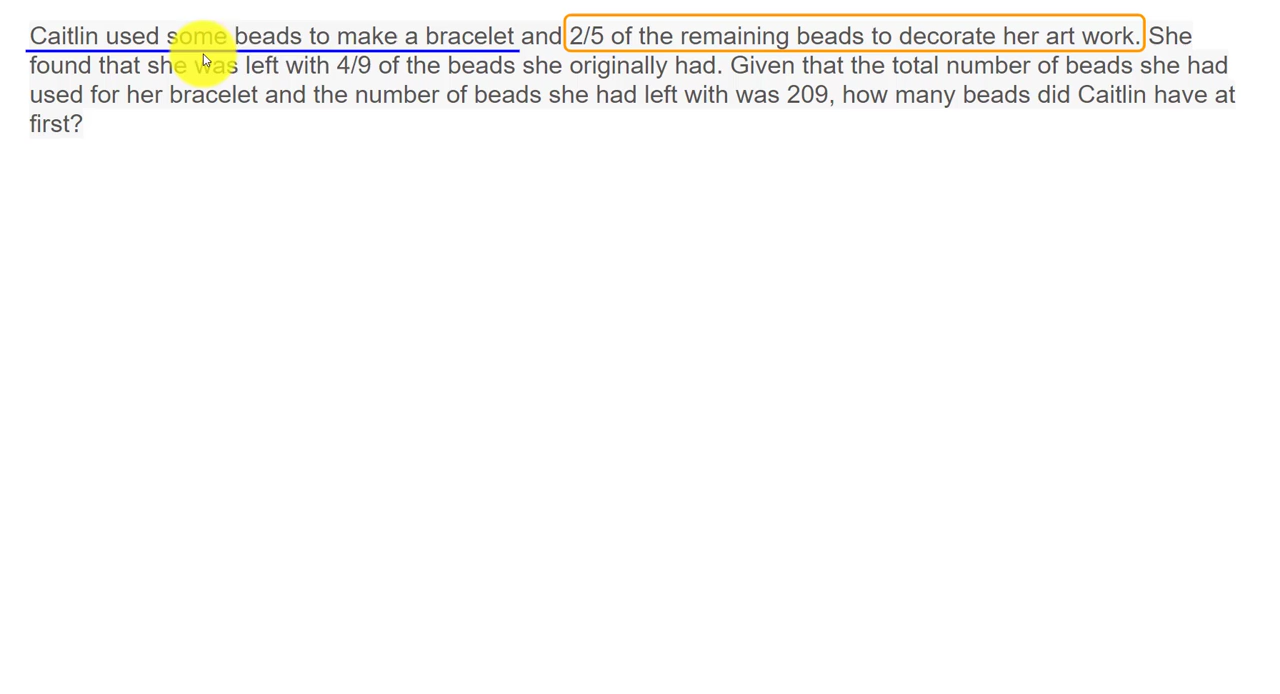 Caitlin used some beads to make a bracelet and 2/5 of the remaining beads to decorate her art work. She
found that she was left with 4/9 of the beads she originally had. Given that the total number of beads she had
used for her bracelet and the number of beads she had left with was 209, how many beads did Caitlin have at
first?